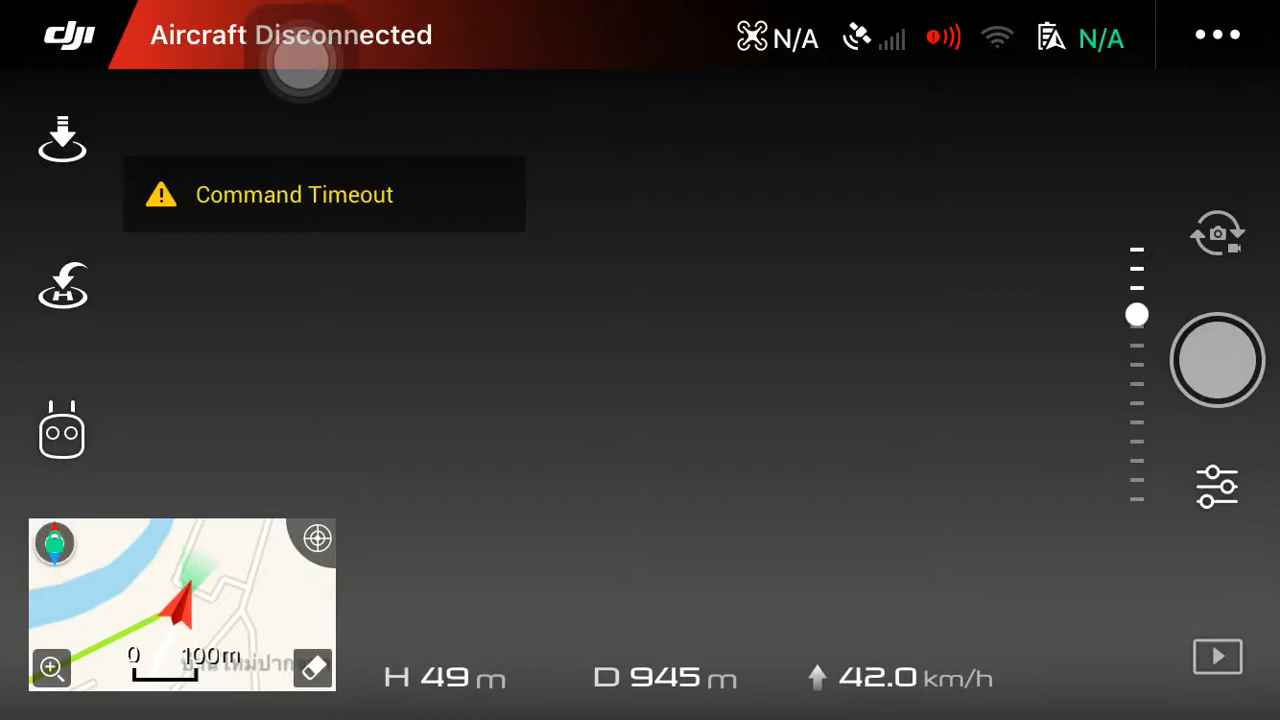 dji
Aircraft Disconnected
N/A
N/A
Command Timeout
0 100m
H 49 m
D 945 m
42.0 km/h